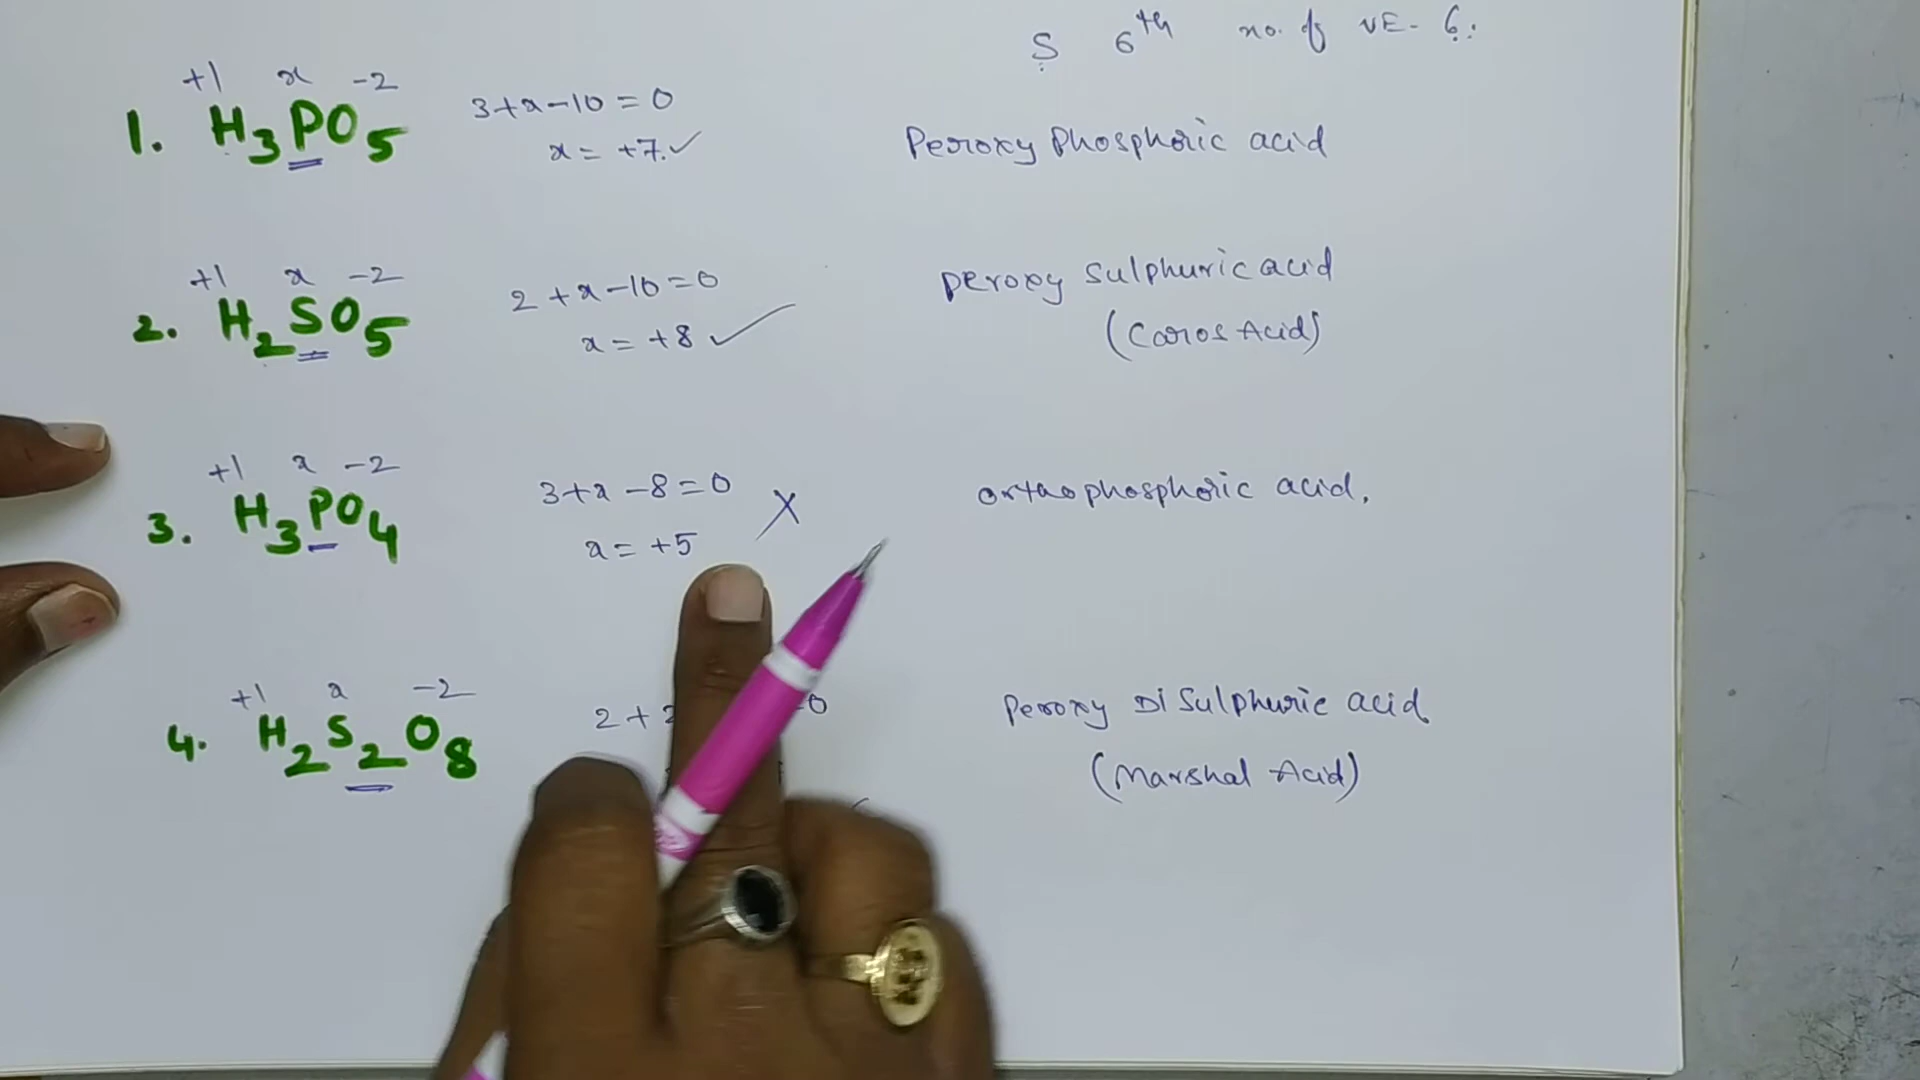 S 6th no. of VE- 6.
+1 x -2
1. H3PO5 3+x-10=0
x= +7. ✓
Peroxy Phosphoric acid
+1 x -2
2. H2SO5 2+x-10=0
x= +8 ✓
Peroxy Sulphuric acid
(Caros Acid)
+1 x -2
3. H3PO4 3+x-8=0 X
x= +5
orthophosphoric acid.
+1 x -2
4. H2S2O8 2+ =0
Peroxy Di Sulphuric acid
(Marshal Acid)